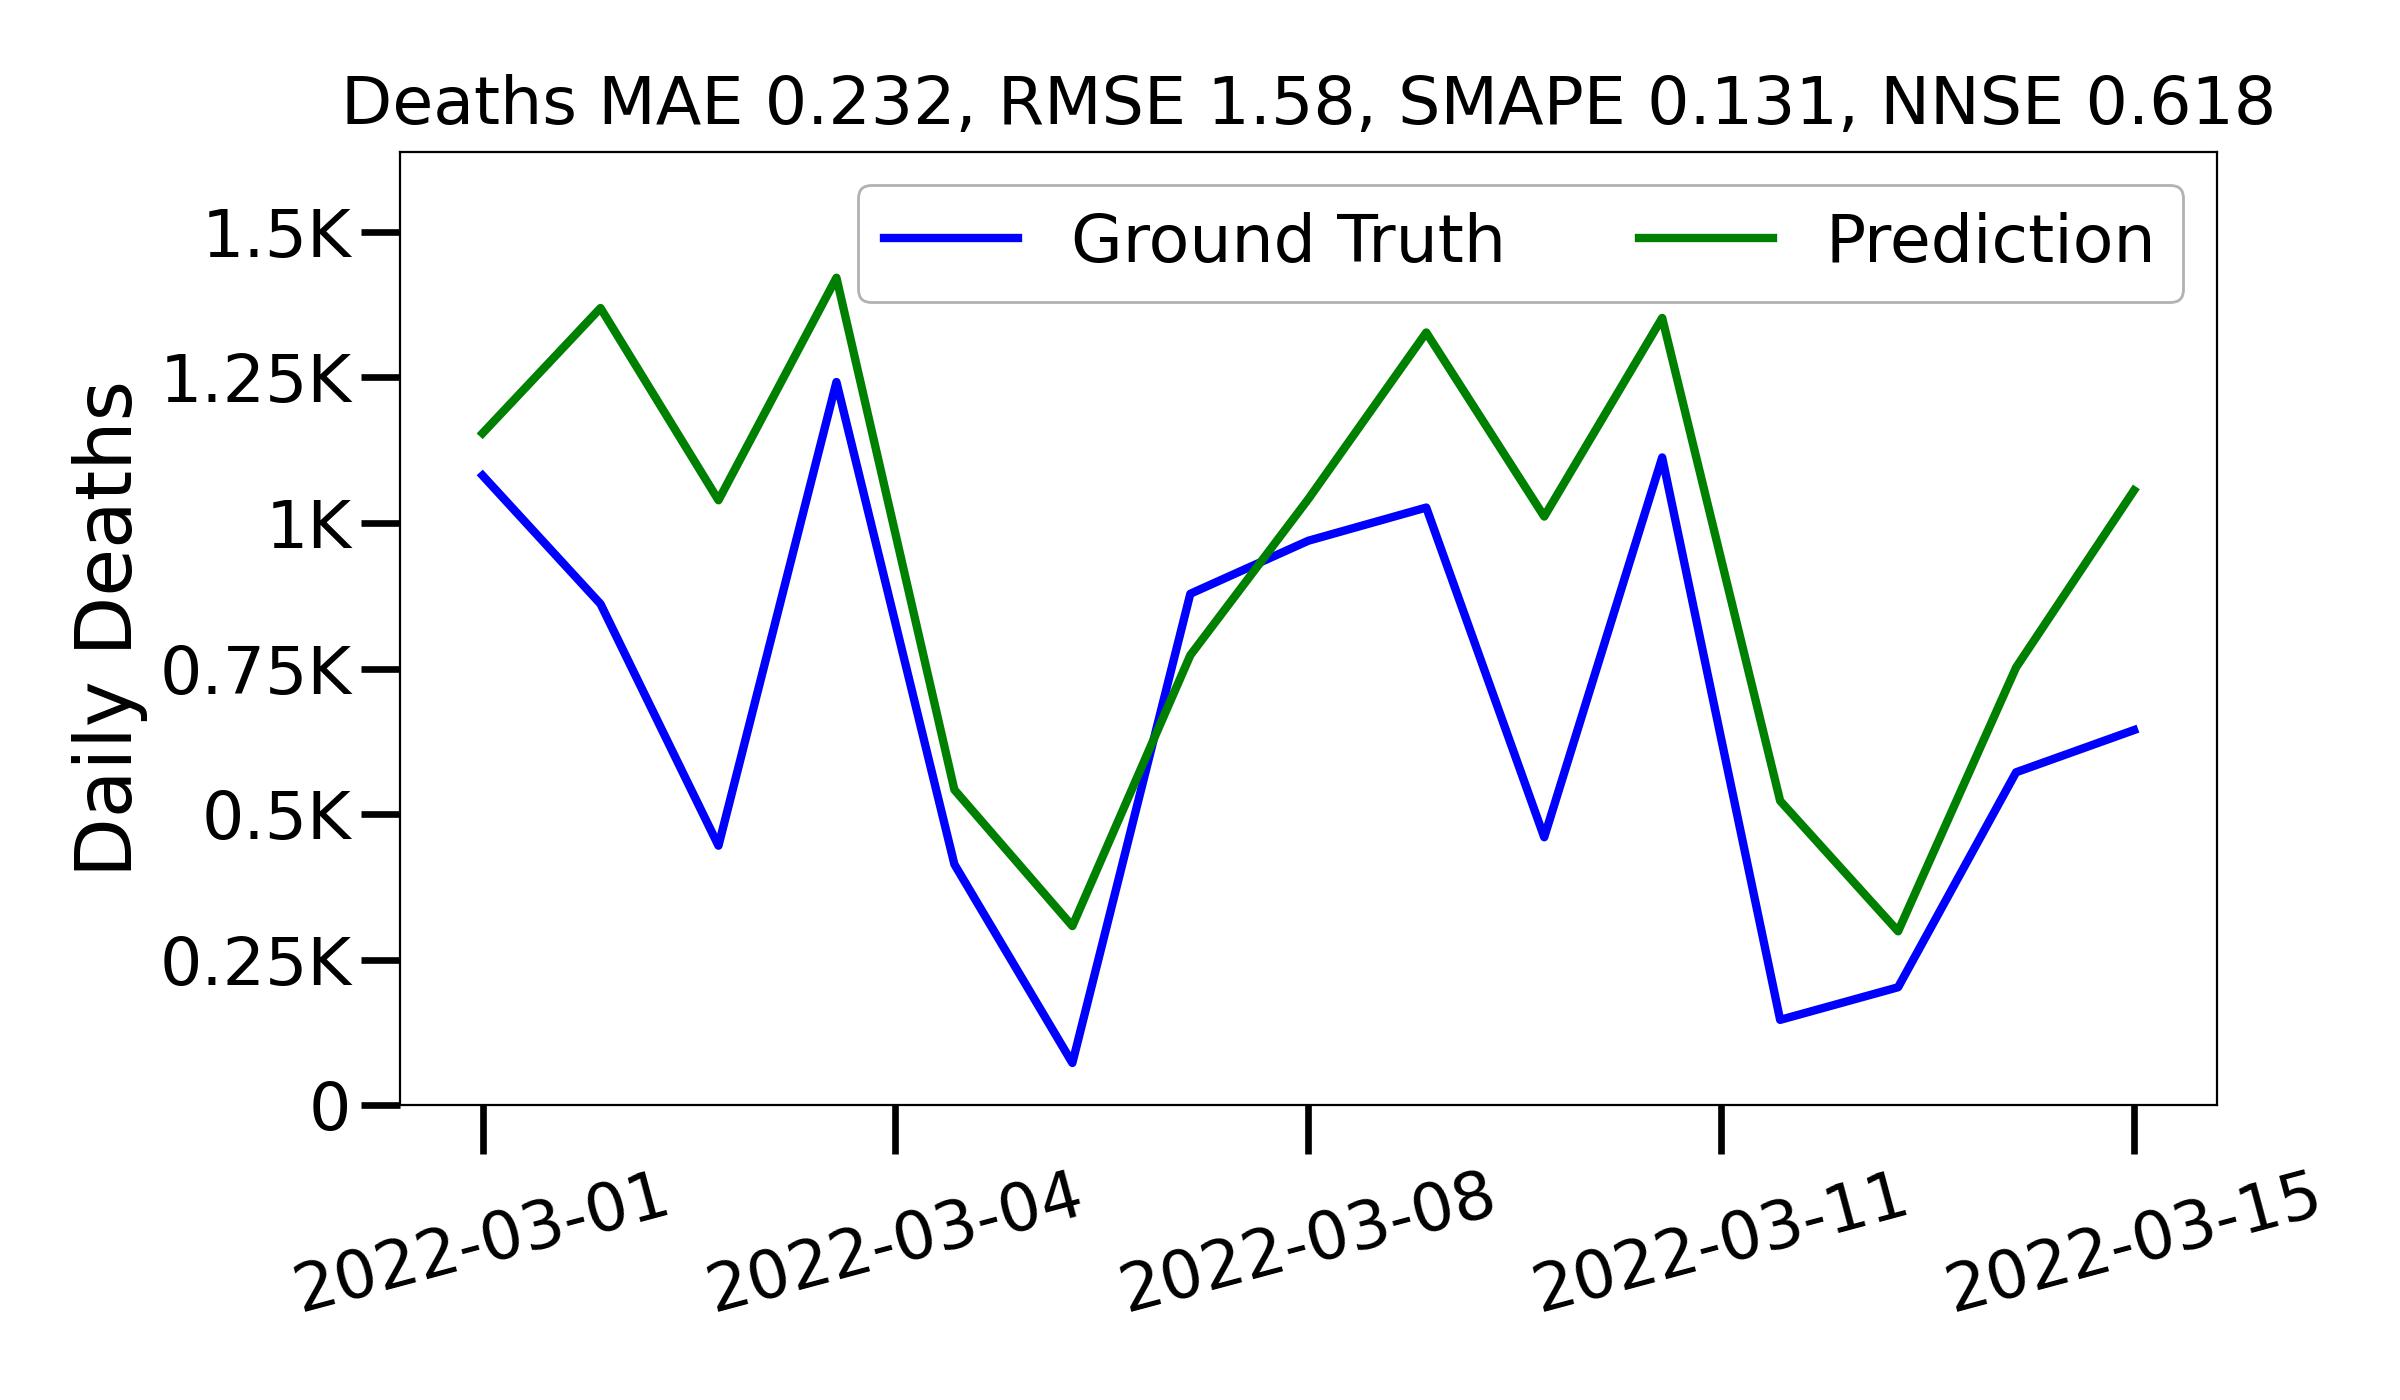 Deaths MAE 0.232, RMSE 1.58, SMAPE 0.131, NNSE 0.618
Ground Truth
Prediction
Daily Deaths
1.5K
1.25K
1K
0.75K
0.5K
0.25K
0
2022-03-01
2022-03-04
2022-03-08
2022-03-11
2022-03-15